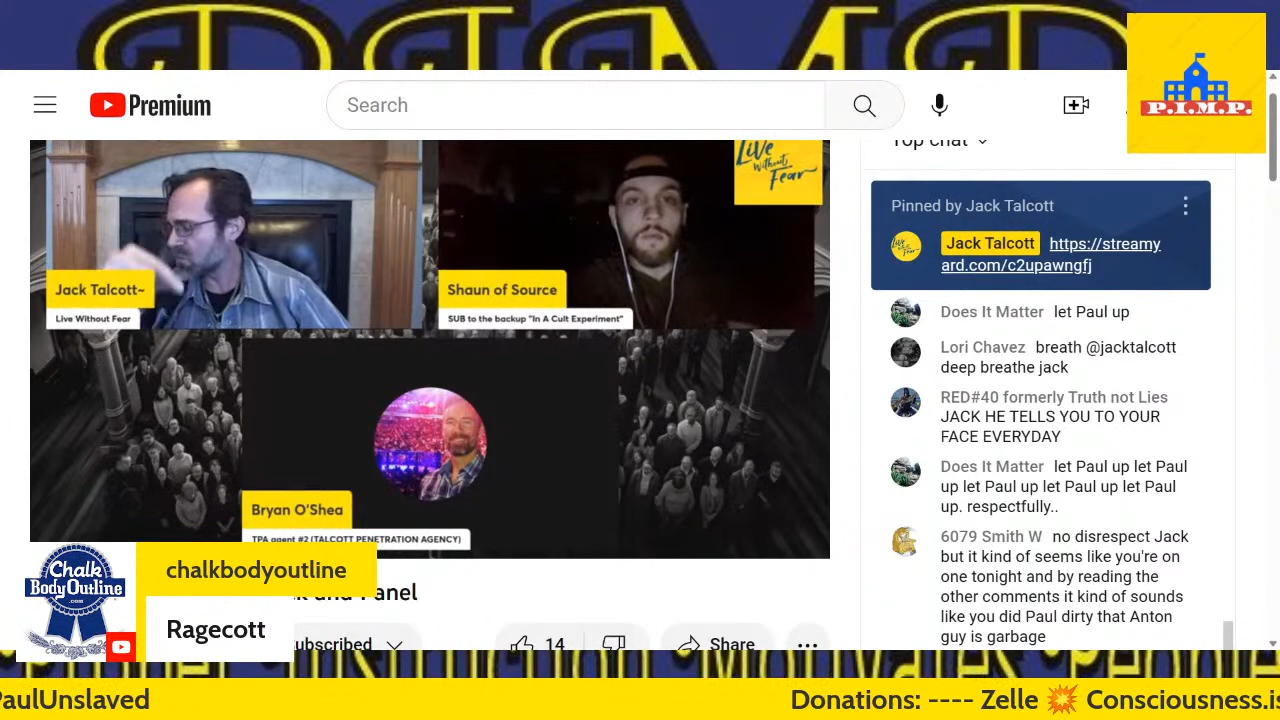 P.I.M.P.
P.I.M.P.
Premium
Search
Top chat
Live
Without
Fear
Pinned by Jack Talcott
Jack Talcott https://streamy
ard.com/c2upawngfj
Jack Talcott~
Live Without Fear
Shaun of Source
SUB to the backup "In A Cult Experiment"
Does It Matter let Paul up
Lori Chavez breath @jacktalcott
deep breathe jack
RED#40 formerly Truth not Lies
JACK HE TELLS YOU TO YOUR
FACE EVERYDAY
Does It Matter let Paul up let Paul
up let Paul up let Paul up let Paul
up. respectfully..
6079 Smith W no disrespect Jack
but it kind of seems like you're on
one tonight and by reading the
other comments it kind of sounds
like you did Paul dirty that Anton
guy is garbage
Bryan O'Shea
TPA agent #2 (TALCOTT PENETRATION AGENCY)
Chalk
BodyOutline
.com
chalkbodyoutline
Ragecott
and Panel
ubscribed
14
Share
Instruction Motivates People
PaulUnslaved
Donations: ---- Zelle 💥 Consciousness.is